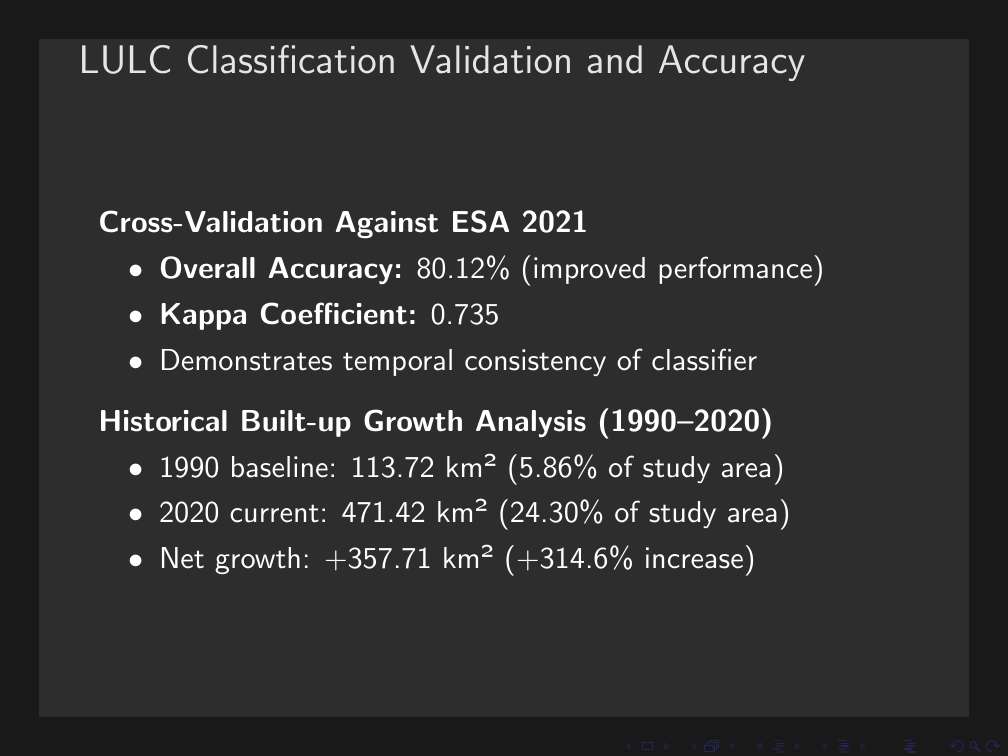 LULC Classification Validation and Accuracy
Cross-Validation Against ESA 2021
• Overall Accuracy: 80.12% (improved performance)
• Kappa Coefficient: 0.735
• Demonstrates temporal consistency of classifier
Historical Built-up Growth Analysis (1990–2020)
• 1990 baseline: 113.72 km² (5.86% of study area)
• 2020 current: 471.42 km² (24.30% of study area)
• Net growth: +357.71 km² (+314.6% increase)